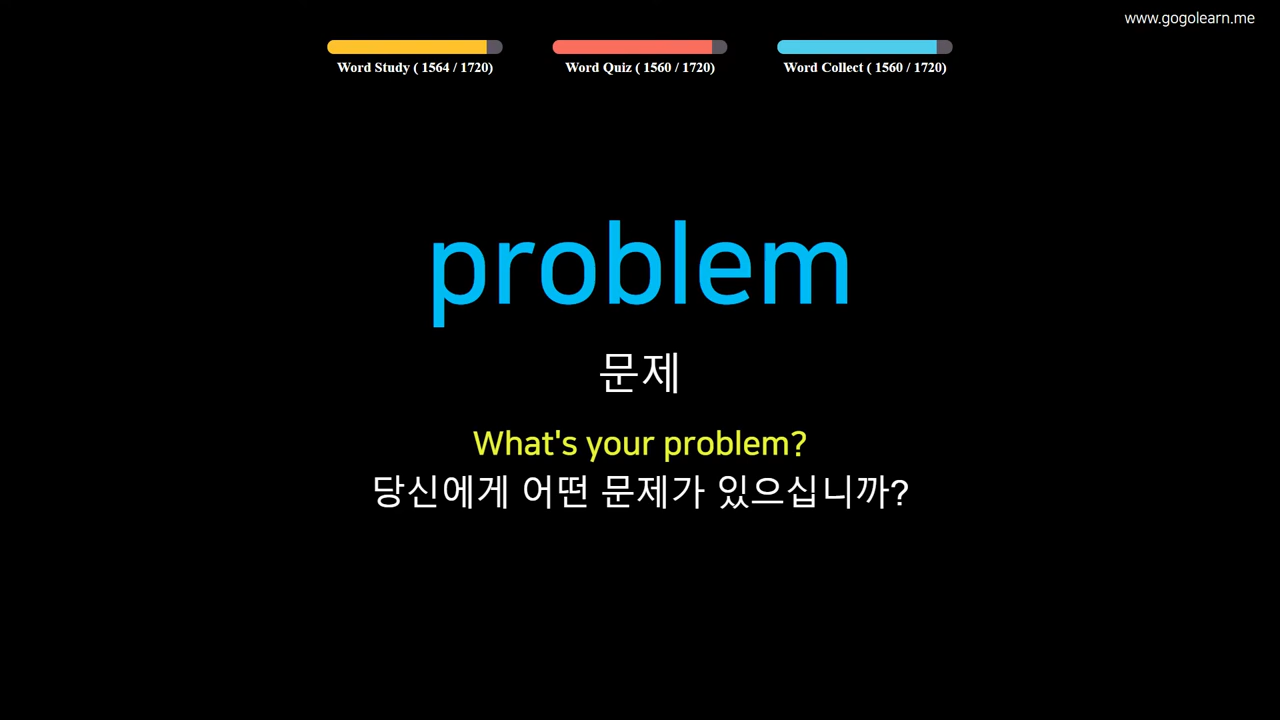 www.gogolearn.me
Word Study ( 1564 / 1720)
Word Quiz ( 1560 / 1720)
Word Collect ( 1560 / 1720)
problem
문제
What's your problem?
당신에게 어떤 문제가 있으십니까?